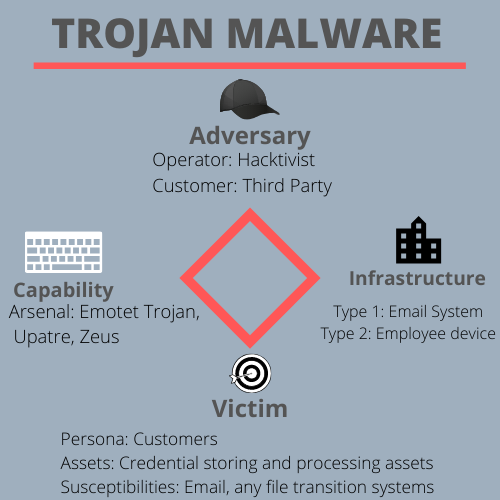 TROJAN MALWARE
Adversary
Operator: Hacktivist
Customer: Third Party
Capability
Arsenal: Emotet Trojan,
Upatre, Zeus
Infrastructure
Type 1: Email System
Type 2: Employee device
Victim
Persona: Customers
Assets: Credential storing and processing assets
Susceptibilities: Email, any file transition systems